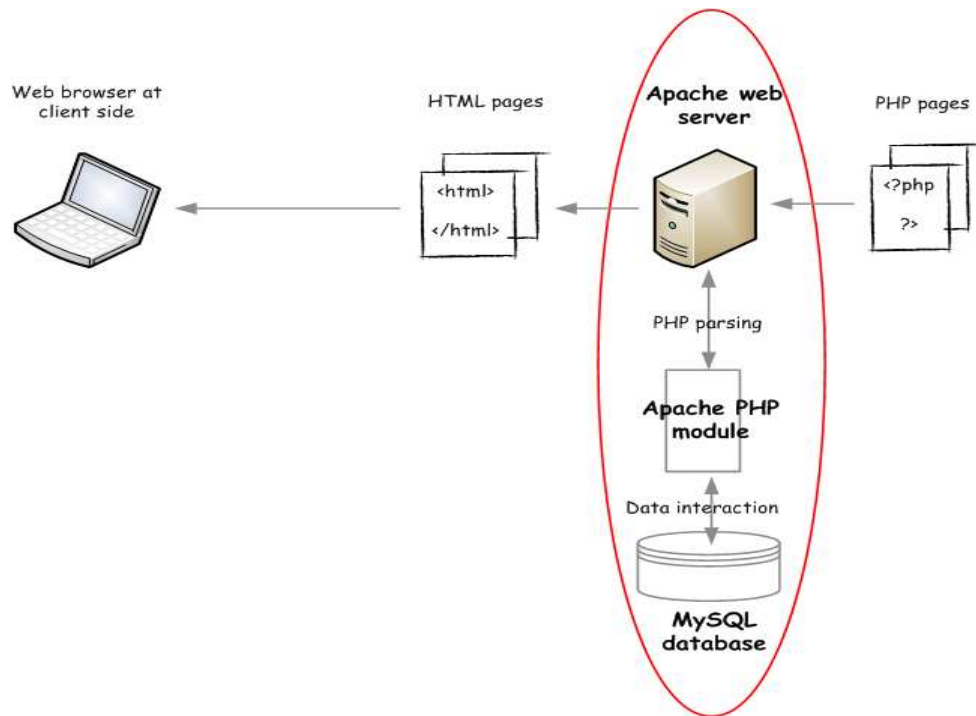 Web browser at
client side
HTML pages
<html>
</html>
Apache web
server
PHP pages
<?php
?>
PHP parsing
Apache PHP
module
Data interaction
MySQL
database